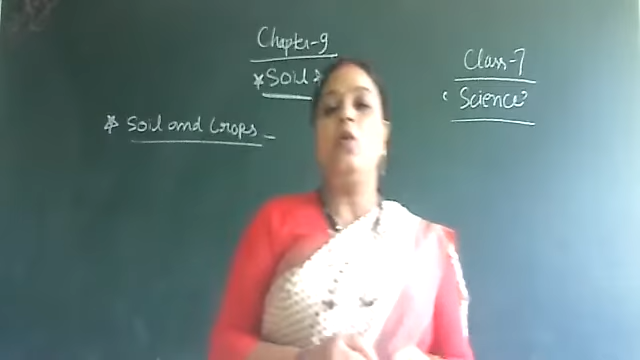 Chapter-9
* Soil *
Class-7
‘Science’
* Soil and Crops -